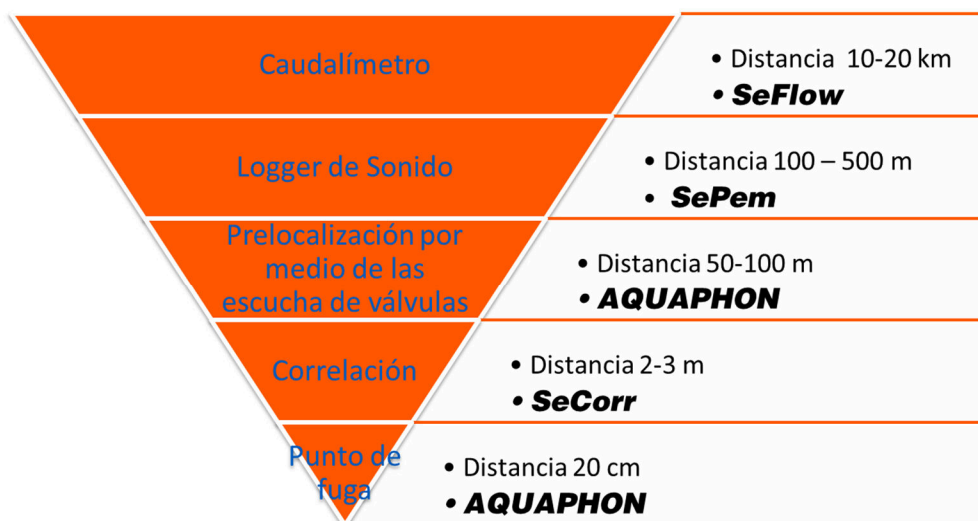 Caudalímetro
• Distancia 10-20 km
• SeFlow
Logger de Sonido
• Distancia 100 – 500 m
• SePem
Prelocalización por
medio de las
escucha de válvulas
• Distancia 50-100 m
• AQUAPHON
Correlación
• Distancia 2-3 m
• SeCorr
Punto de
fuga
• Distancia 20 cm
• AQUAPHON